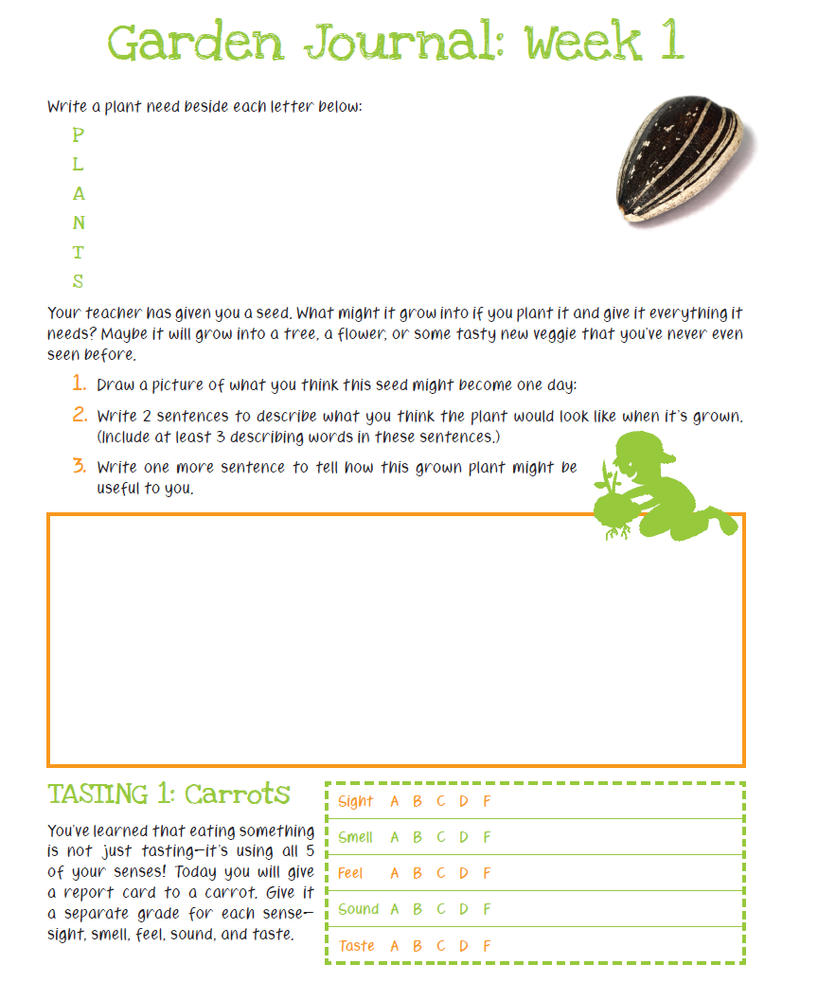 Garden Journal: Week 1
Write a plant need beside each letter below:
P
L
A
N
T
S
Your teacher has given you a seed. What might it grow into if you plant it and give it everything it
needs? Maybe it will grow into a tree, a flower, or some tasty new veggie that you've never even
seen before.
1. Draw a picture of what you think this seed might become one day:
2. Write 2 sentences to describe what you think the plant would look like when it's grown.
(Include at least 3 describing words in these sentences.)
3. Write one more sentence to tell how this grown plant might be
useful to you.
TASTING 1: Carrots
You've learned that eating something
is not just tasting—it's using all 5
of your senses! Today you will give
a report card to a carrot. Give it
a separate grade for each sense—
sight, smell, feel, sound, and taste.
Sight A B C D F
Smell A B C D F
Feel A B C D F
Sound A B C D F
Taste A B C D F